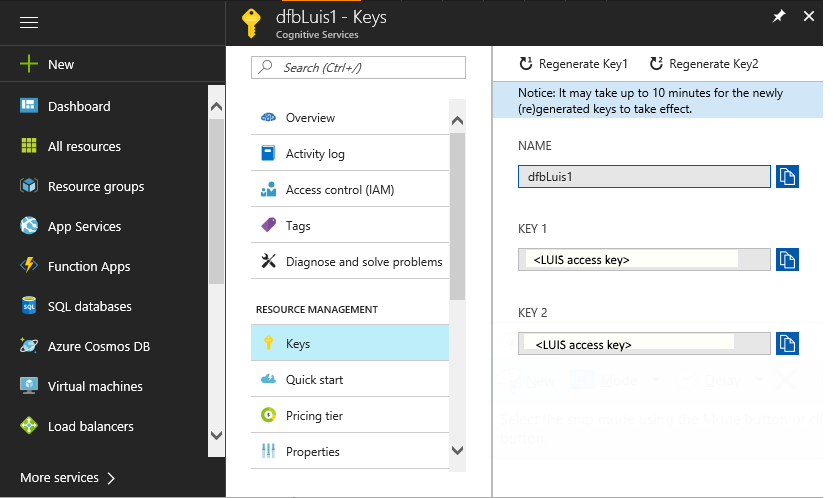 dfbLuis1 - Keys
Cognitive Services
New
Dashboard
All resources
Resource groups
App Services
Function Apps
SQL databases
Azure Cosmos DB
Virtual machines
Load balancers
More services
Search (Ctrl+/)
Overview
Activity log
Access control (IAM)
Tags
Diagnose and solve problems
RESOURCE MANAGEMENT
Keys
Quick start
Pricing tier
Properties
Regenerate Key1
Regenerate Key2
Notice: It may take up to 10 minutes for the newly
(re)generated keys to take effect.
NAME
dfbLuis1
KEY 1
<LUIS access key>
KEY 2
<LUIS access key>